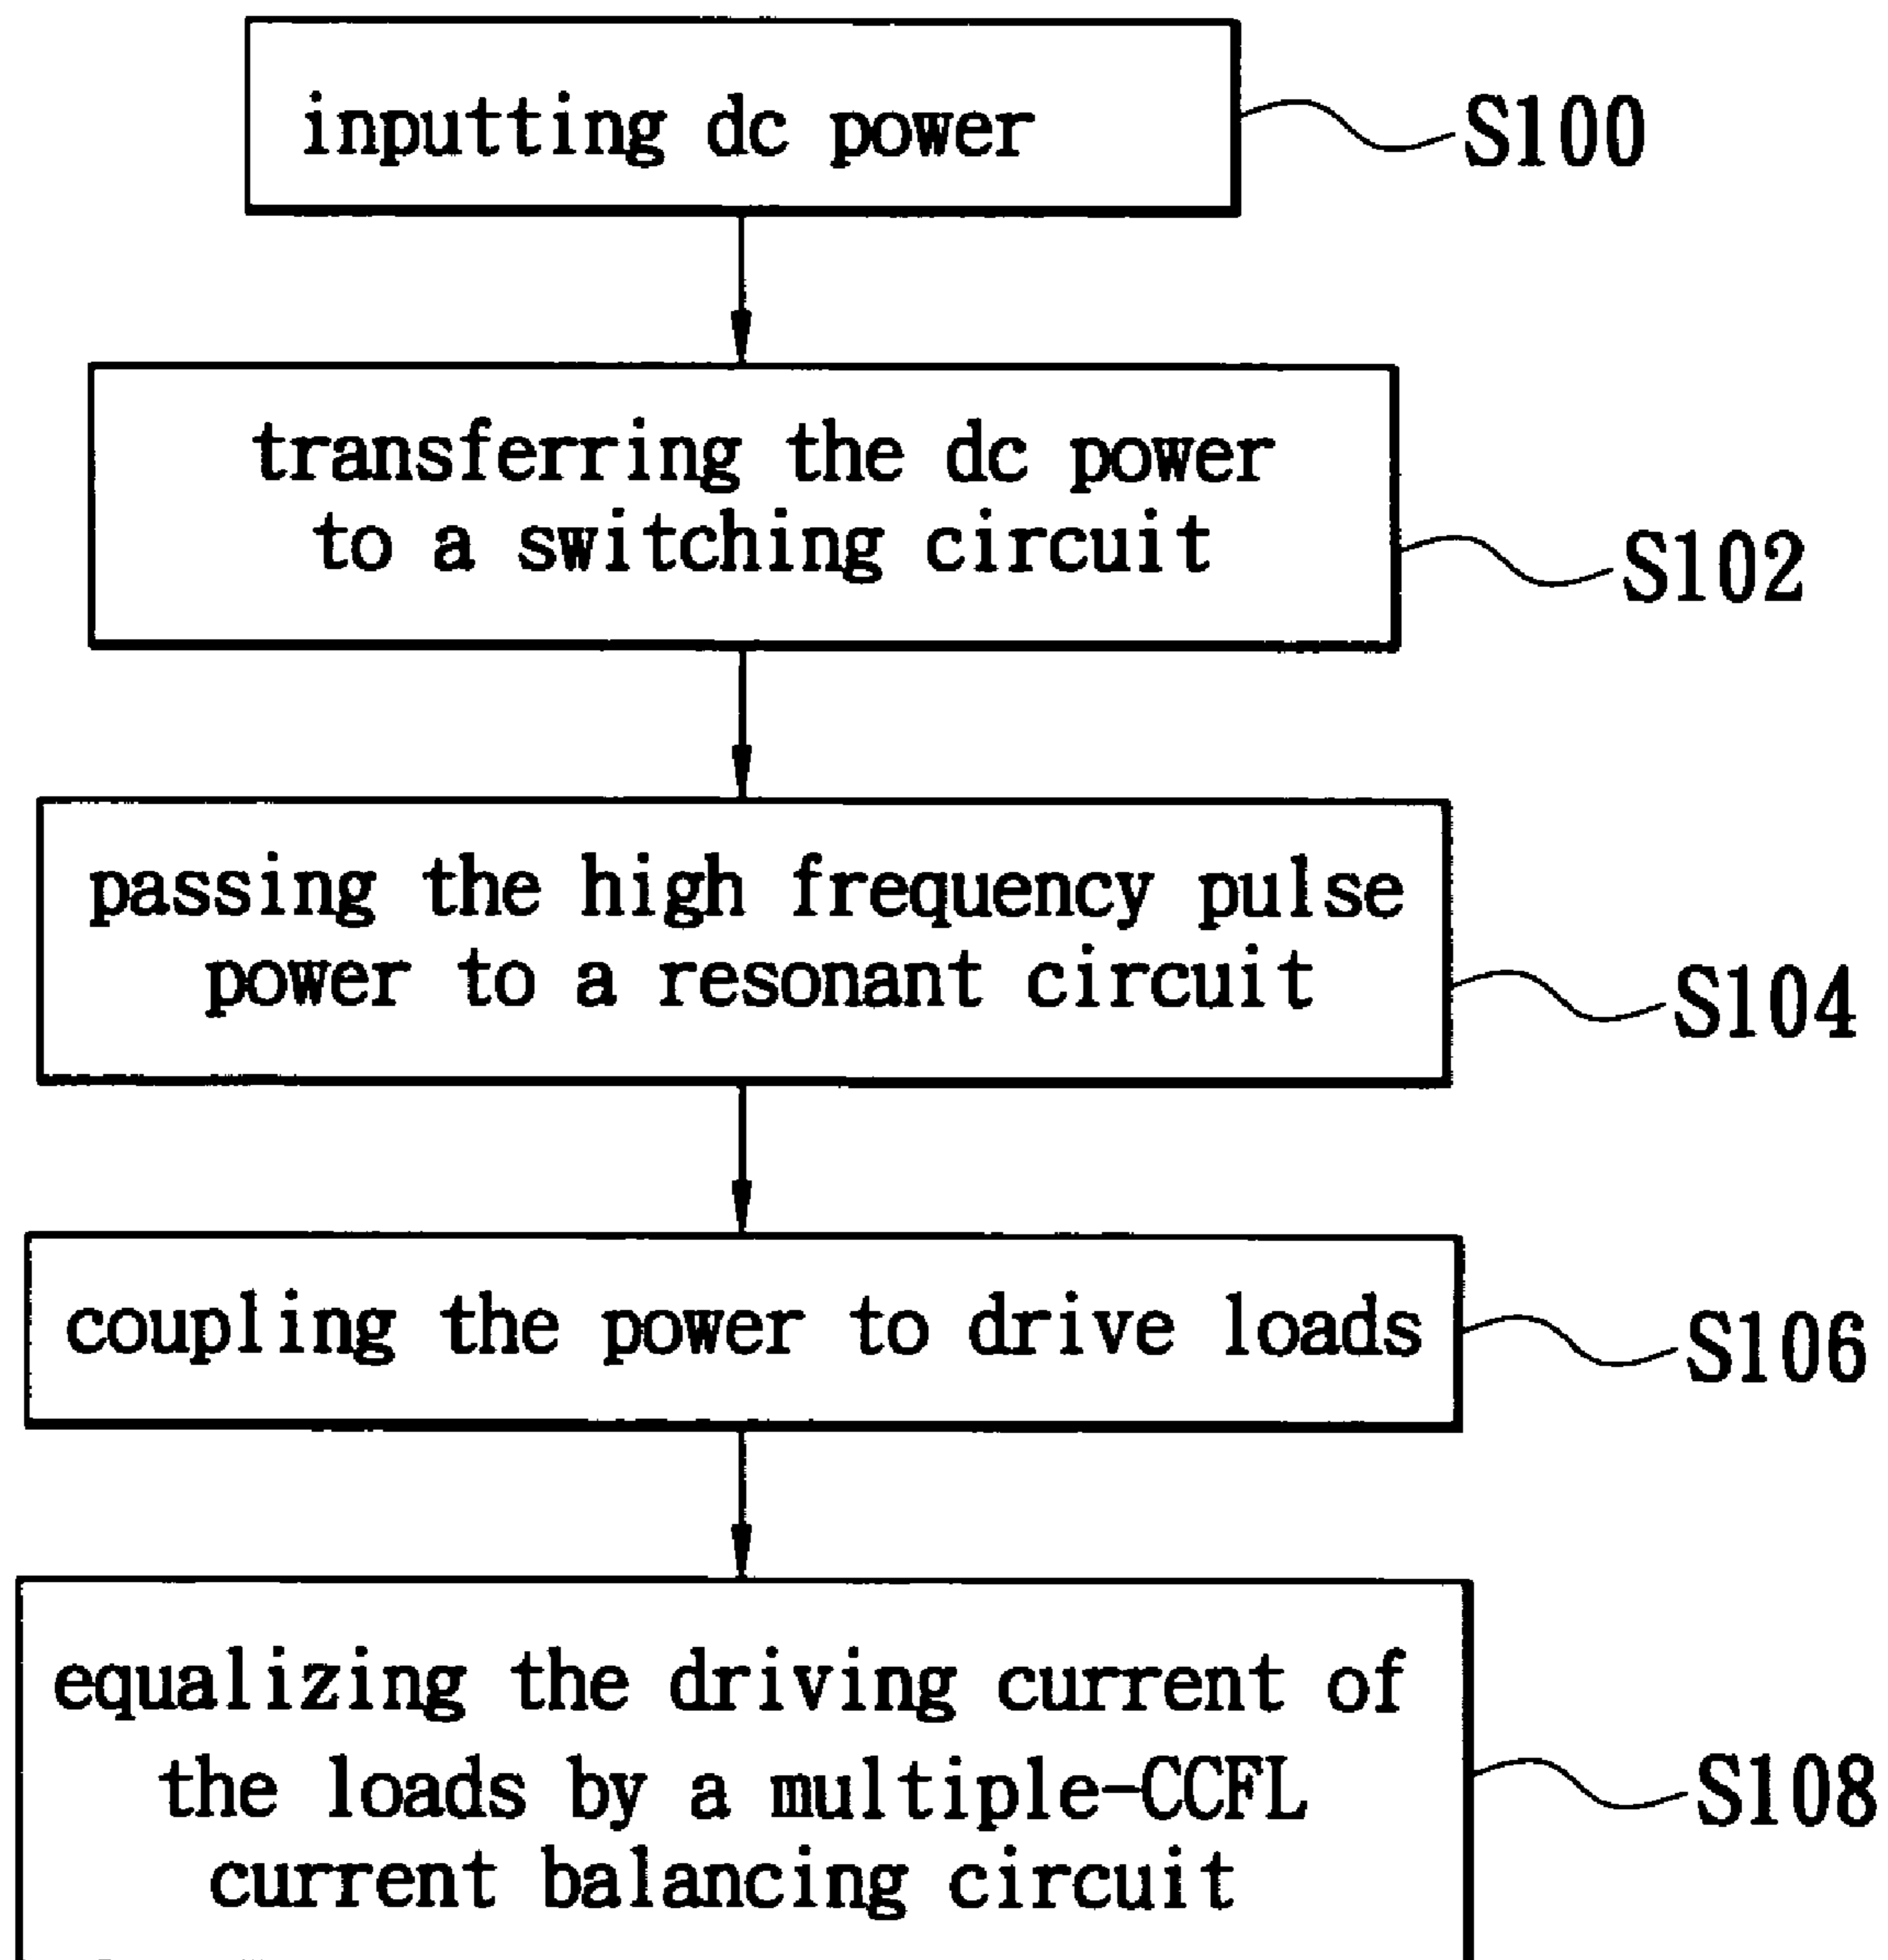 inputting dc power
S100
transferring the dc power
to a switching circuit
S102
passing the high frequency pulse
power to a resonant circuit
S104
coupling the power to drive loads
S106
equalizing the driving current of
the loads by a multiple-CCFL
current balancing circuit
S108